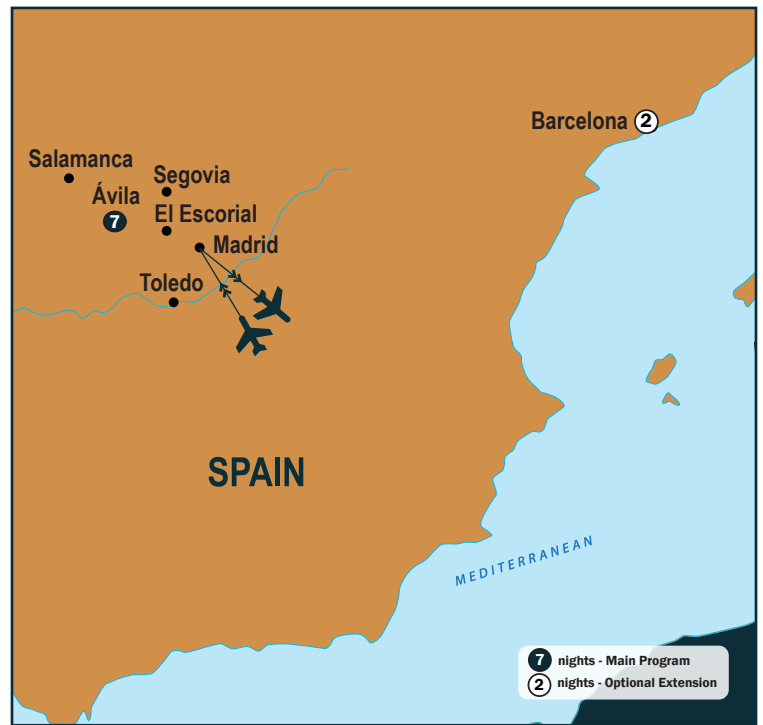 Barcelona 2
Salamanca
Segovia
Ávila
7
El Escorial
Madrid
Toledo
SPAIN
MEDITERRANEAN
7 nights - Main Program
2 nights - Optional Extension